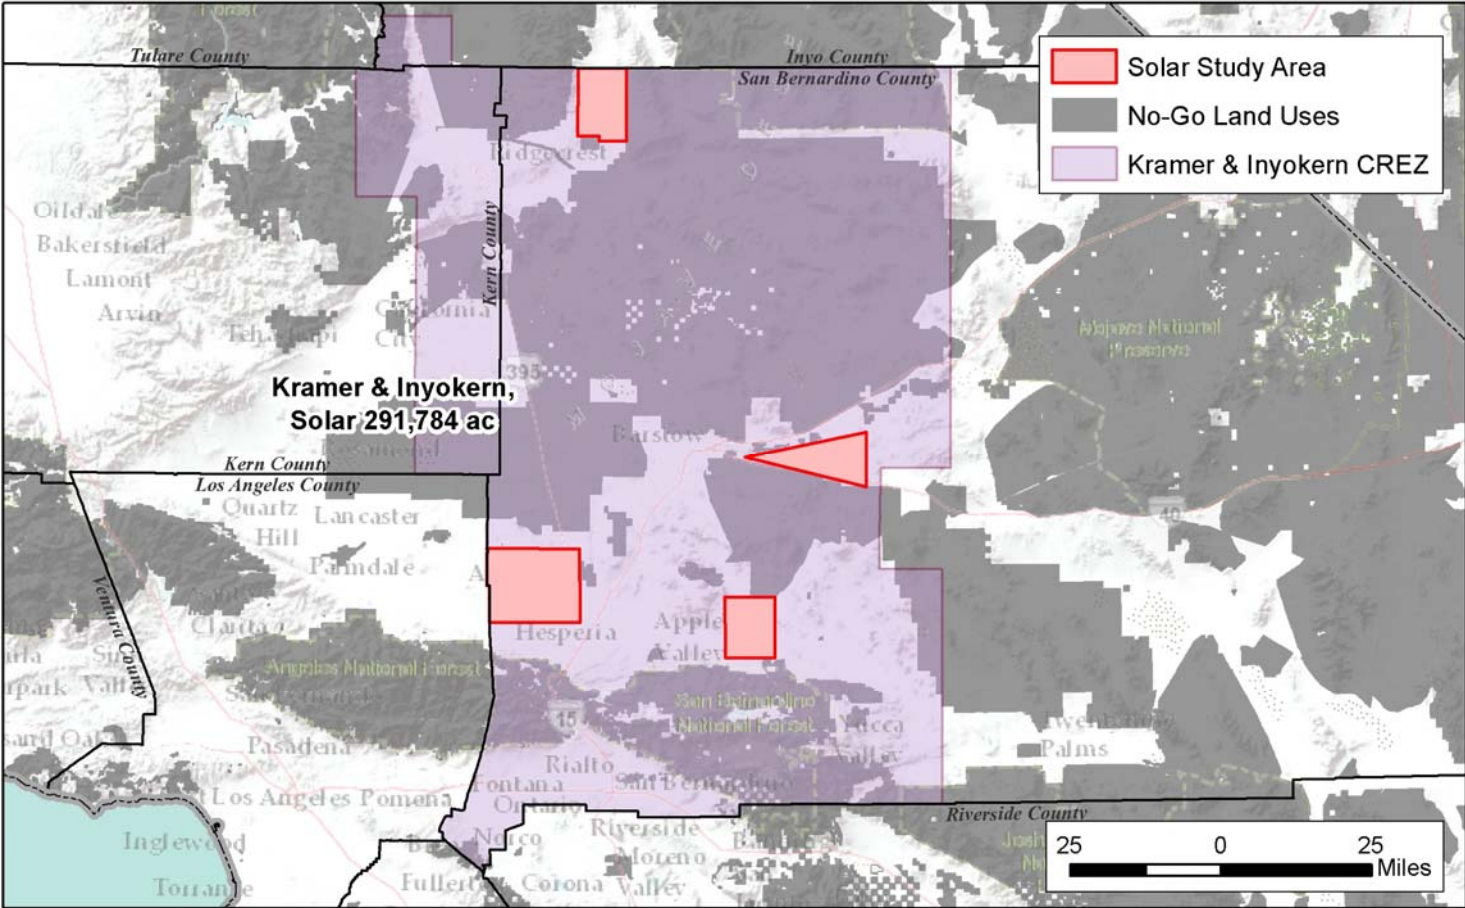 Tulare County
Inyo County
San Bernardino County
Solar Study Area
No-Go Land Uses
Kramer & Inyokern CREZ
Ridgecrest
Kern County
Bakersfield
Lamont
Arvin
Tehachapi
California
City
Mojave National
Preserve
395
Kramer & Inyokern,
Solar 291,784 ac
Barstow
Rosamond
Kern County
Los Angeles County
Quartz
Hill
Lancaster
Palmdale
40
Ventura County
Hesperia
Apple
Valley
Angeles National Forest
San Bernardino
National Forest
15
Yucca
Valley
Twentynine
Palms
Pasadena
Rialto
Fontana
San Bernardino
Los Angeles
Pomona
Ontario
Riverside County
Norco
Riverside
Moreno
Valley
Inglewood
Torrance
Corona
25
0
25
Miles